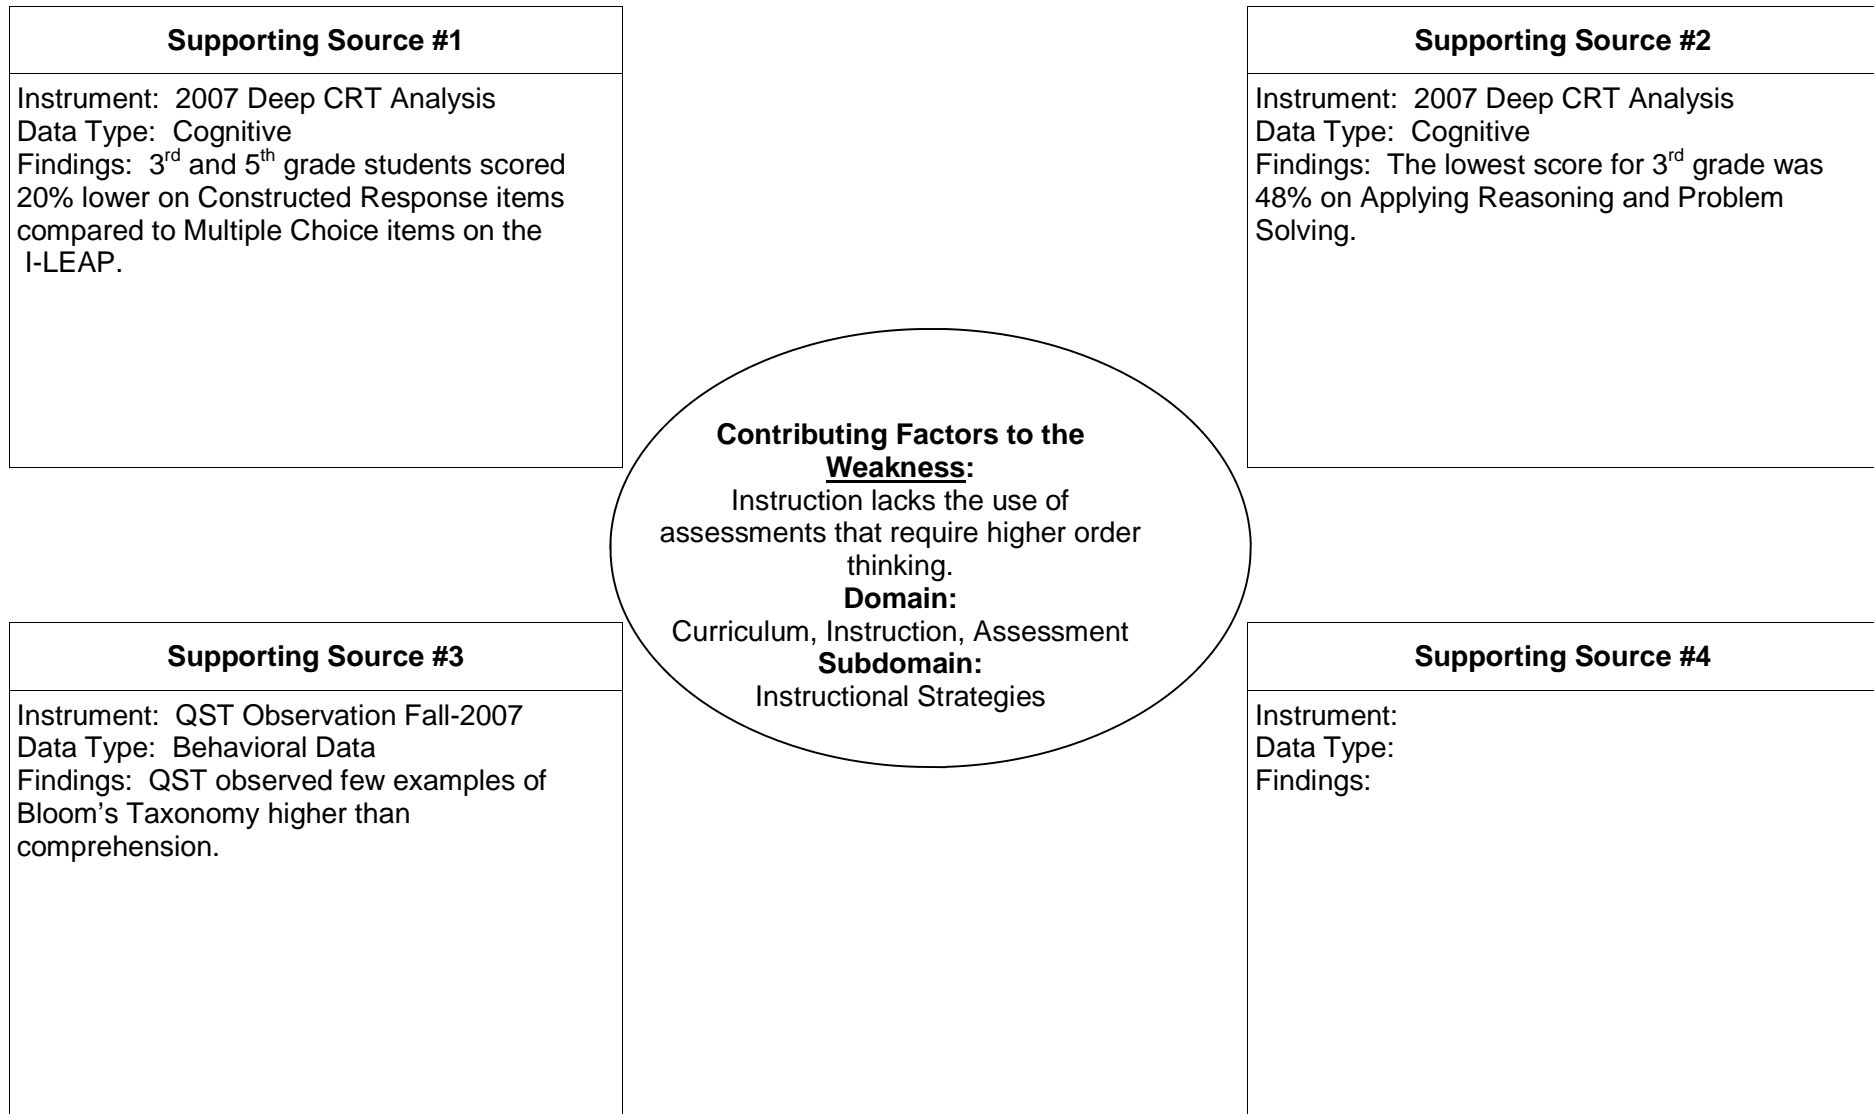 Supporting Source #1
Instrument: 2007 Deep CRT Analysis
Data Type: Cognitive
Findings: 3rd and 5th grade students scored
20% lower on Constructed Response items
compared to Multiple Choice items on the
I-LEAP.
Supporting Source #2
Instrument: 2007 Deep CRT Analysis
Data Type: Cognitive
Findings: The lowest score for 3rd grade was
48% on Applying Reasoning and Problem
Solving.
Contributing Factors to the
Weakness:
Instruction lacks the use of
assessments that require higher order
thinking.
Domain:
Curriculum, Instruction, Assessment
Subdomain:
Instructional Strategies
Supporting Source #3
Instrument: QST Observation Fall-2007
Data Type: Behavioral Data
Findings: QST observed few examples of
Bloom’s Taxonomy higher than
comprehension.
Supporting Source #4
Instrument:
Data Type:
Findings: